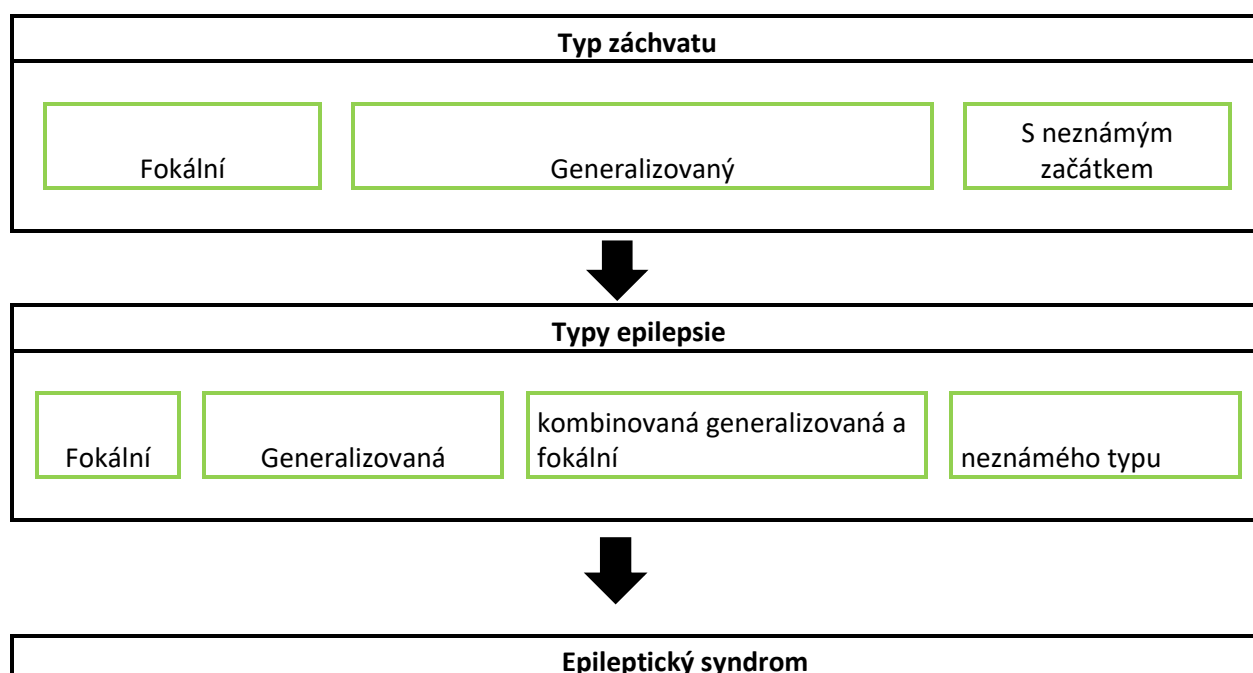 Typ záchvatu
Fokální
Generalizovaný
S neznámým
začátkem
Typy epilepsie
Fokální
Generalizovaná
kombinovaná generalizovaná a
fokální
neznámého typu
Epileptický syndrom